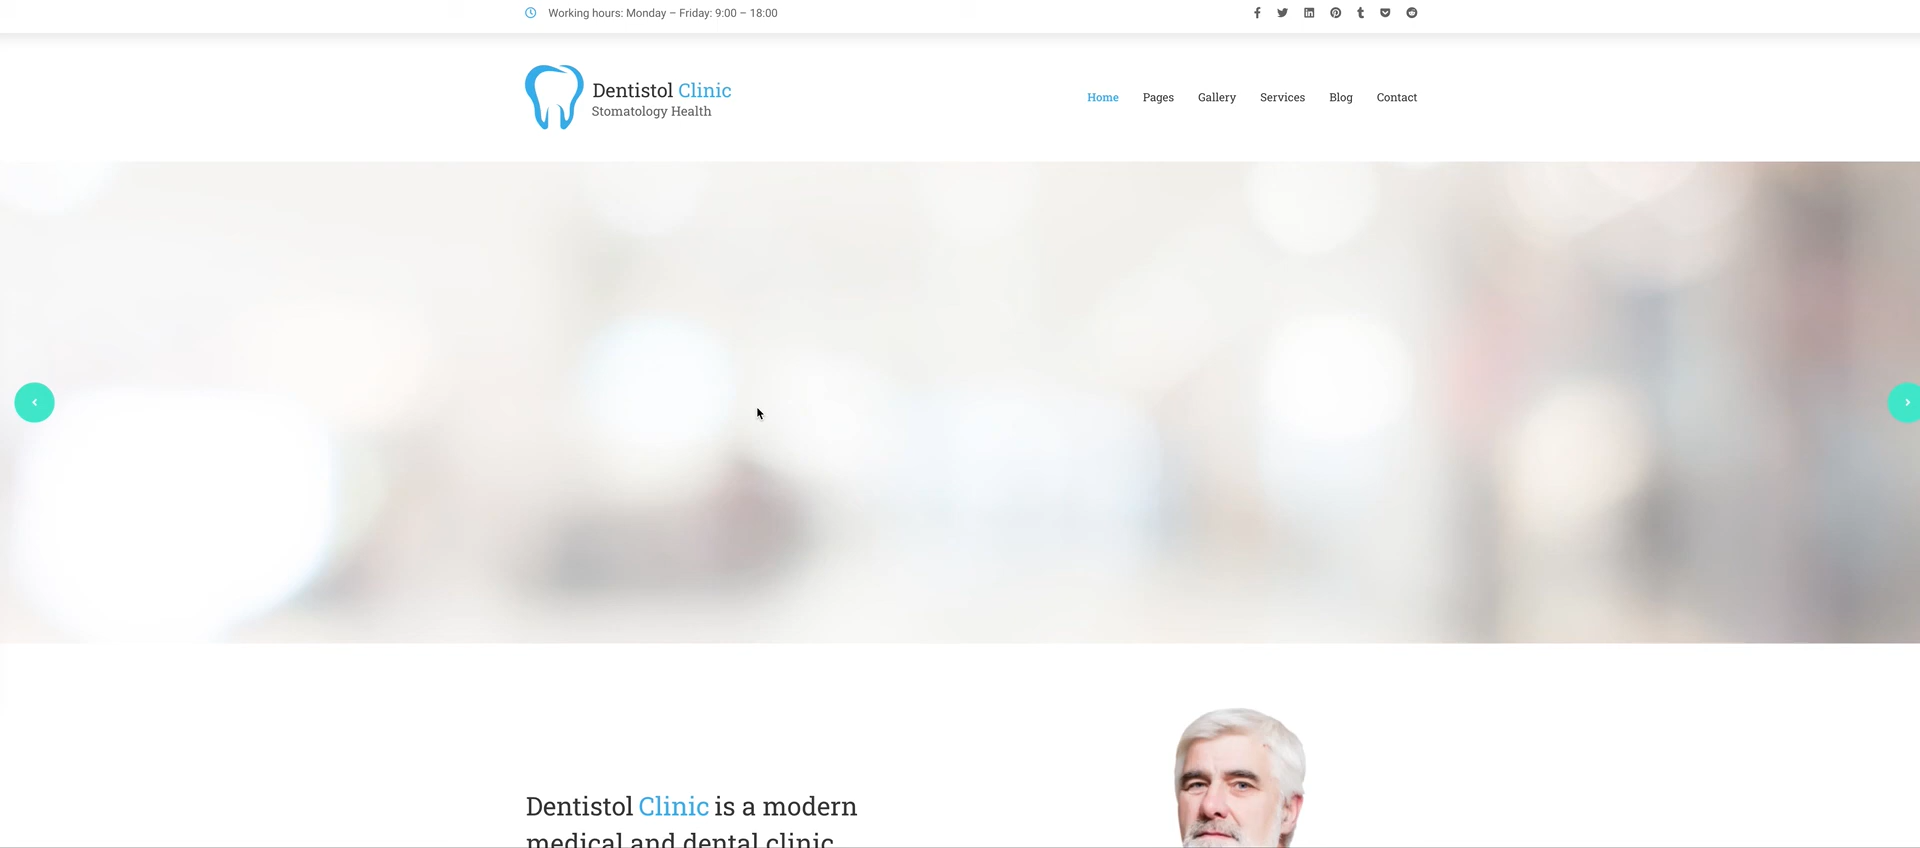 Working hours: Monday – Friday: 9:00 – 18:00
Dentistol Clinic
Stomatology Health
Home Pages Gallery Services Blog Contact
Dentistol Clinic is a modern
medical and dental clinic